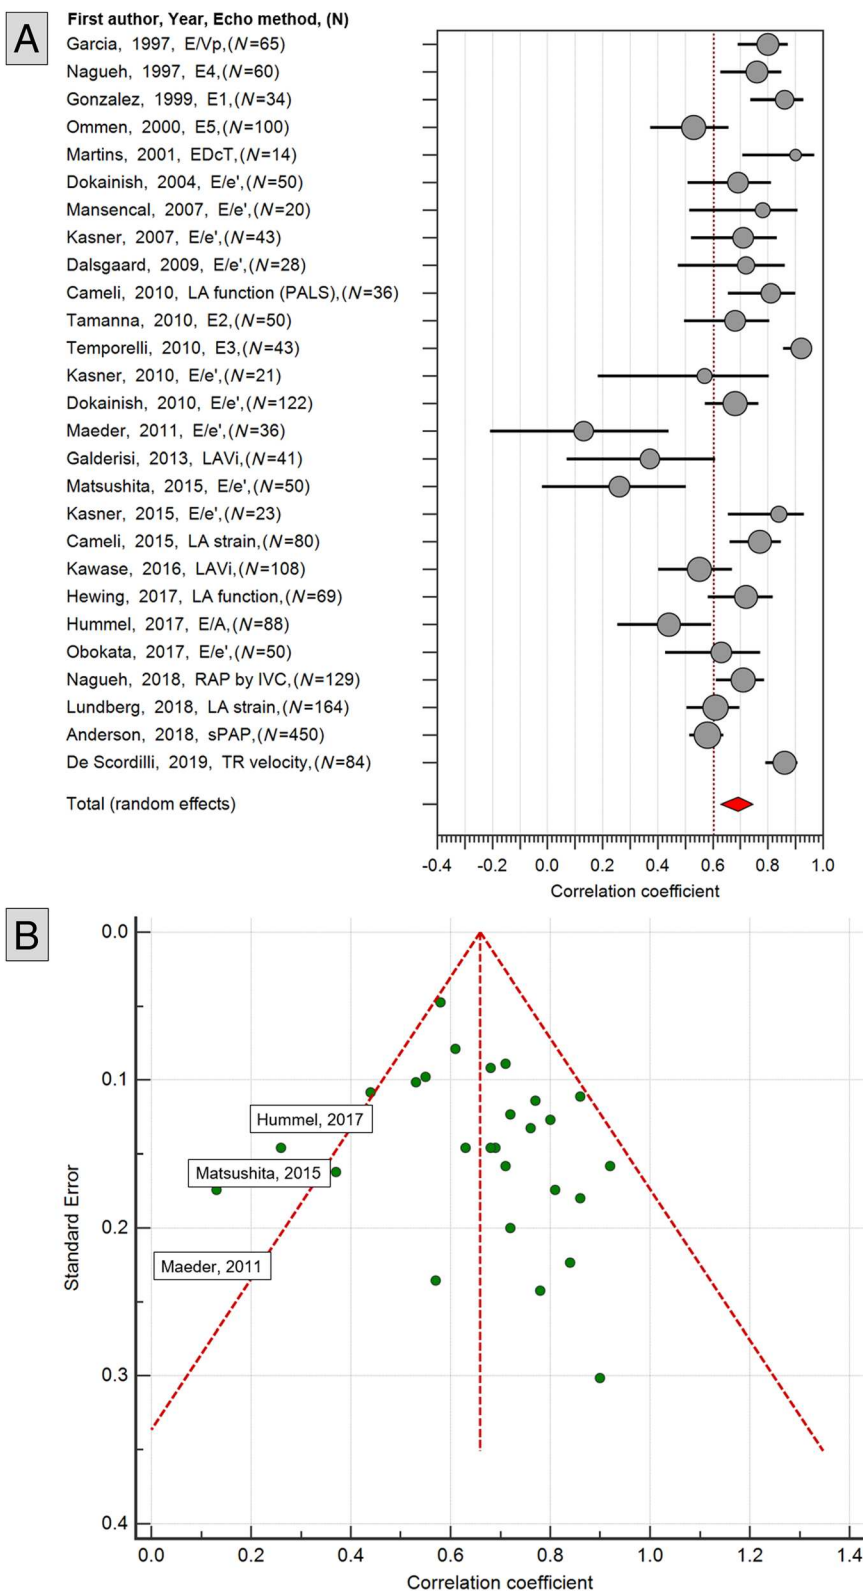 A
First author, Year, Echo method, (N)
Garcia, 1997, E/Vp,(N=65)
Nagueh, 1997, E4,(N=60)
Gonzalez, 1999, E1,(N=34)
Ommen, 2000, E5,(N=100)
Martins, 2001, EDcT,(N=14)
Dokainish, 2004, E/e',(N=50)
Mansencal, 2007, E/e',(N=20)
Kasner, 2007, E/e',(N=43)
Dalsgaard, 2009, E/e',(N=28)
Cameli, 2010, LA function (PALS),(N=36)
Tamanna, 2010, E2,(N=50)
Temporelli, 2010, E3,(N=43)
Kasner, 2010, E/e',(N=21)
Dokainish, 2010, E/e',(N=122)
Maeder, 2011, E/e',(N=36)
Galderisi, 2013, LAVi,(N=41)
Matsushita, 2015, E/e',(N=50)
Kasner, 2015, E/e',(N=23)
Cameli, 2015, LA strain,(N=80)
Kawase, 2016, LAVi,(N=108)
Hewing, 2017, LA function,(N=69)
Hummel, 2017, E/A,(N=88)
Obokata, 2017, E/e',(N=50)
Nagueh, 2018, RAP by IVC,(N=129)
Lundberg, 2018, LA strain,(N=164)
Anderson, 2018, sPAP,(N=450)
De Scordilli, 2019, TR velocity,(N=84)
Total (random effects)
-0.4 -0.2 0.0 0.2 0.4 0.6 0.8 1.0
Correlation coefficient
B
0.0
0.1
Hummel, 2017
Matsushita, 2015
Standard Error
0.2
Maeder, 2011
0.3
0.4
0.0 0.2 0.4 0.6 0.8 1.0 1.2 1.4
Correlation coefficient